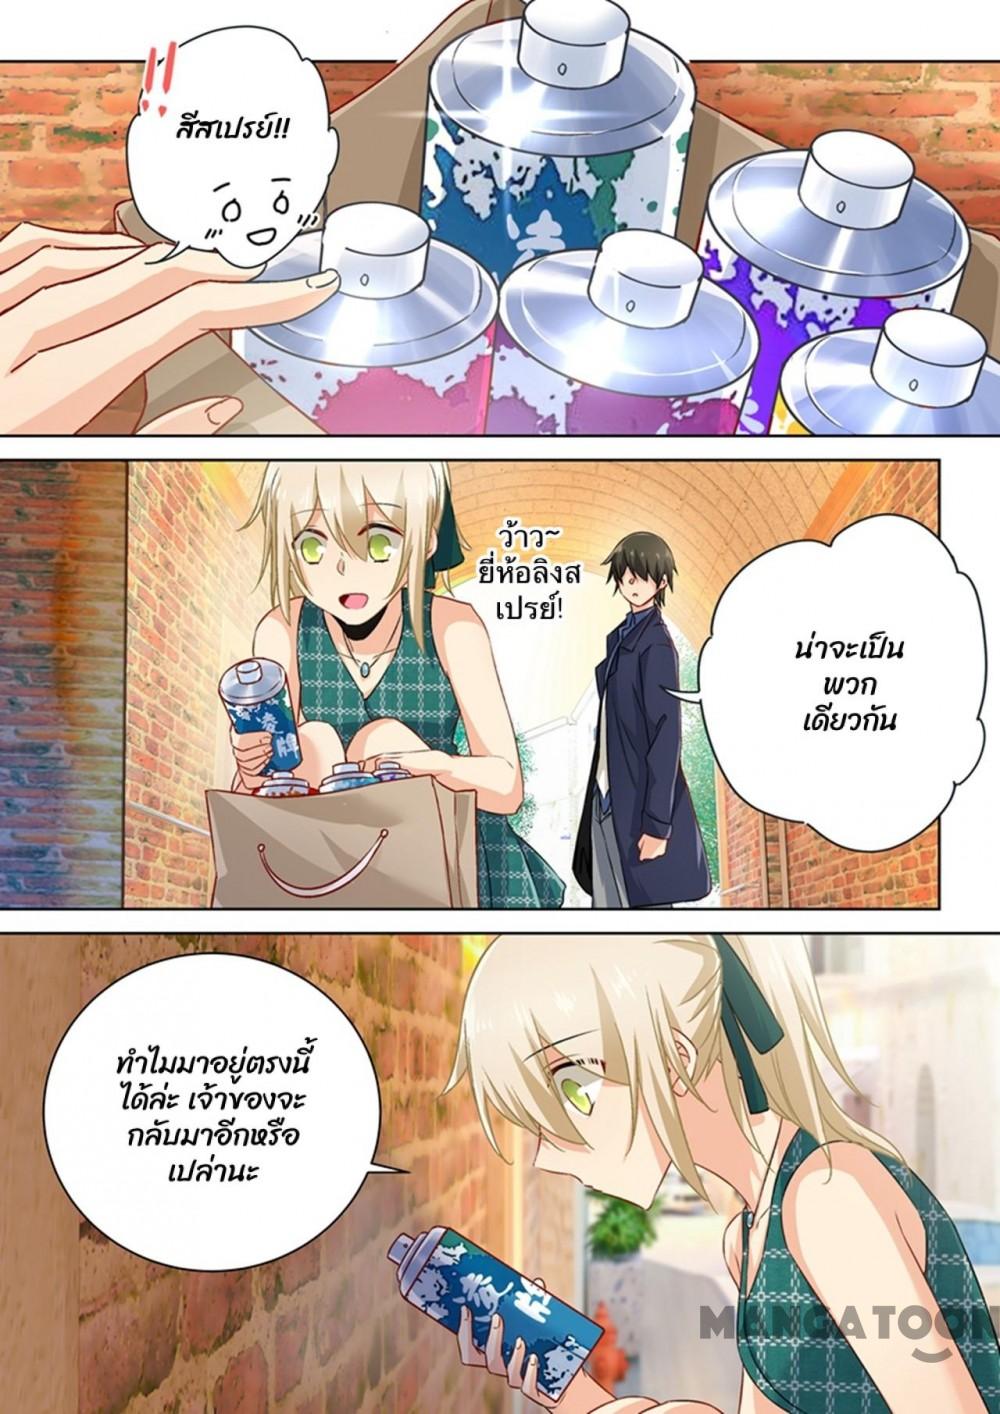 !!
สีสเปรย์!!
ว้าว~
ยี่ห้อลิงส
เปรย์!
น่าจะเป็น
พวก
เดียวกัน
凌牌
ทำไมมาอยู่ตรงนี้
ได้ล่ะ เจ้าของจะ
กลับมาอีกหรือ
เปล่านะ
MANGATOON